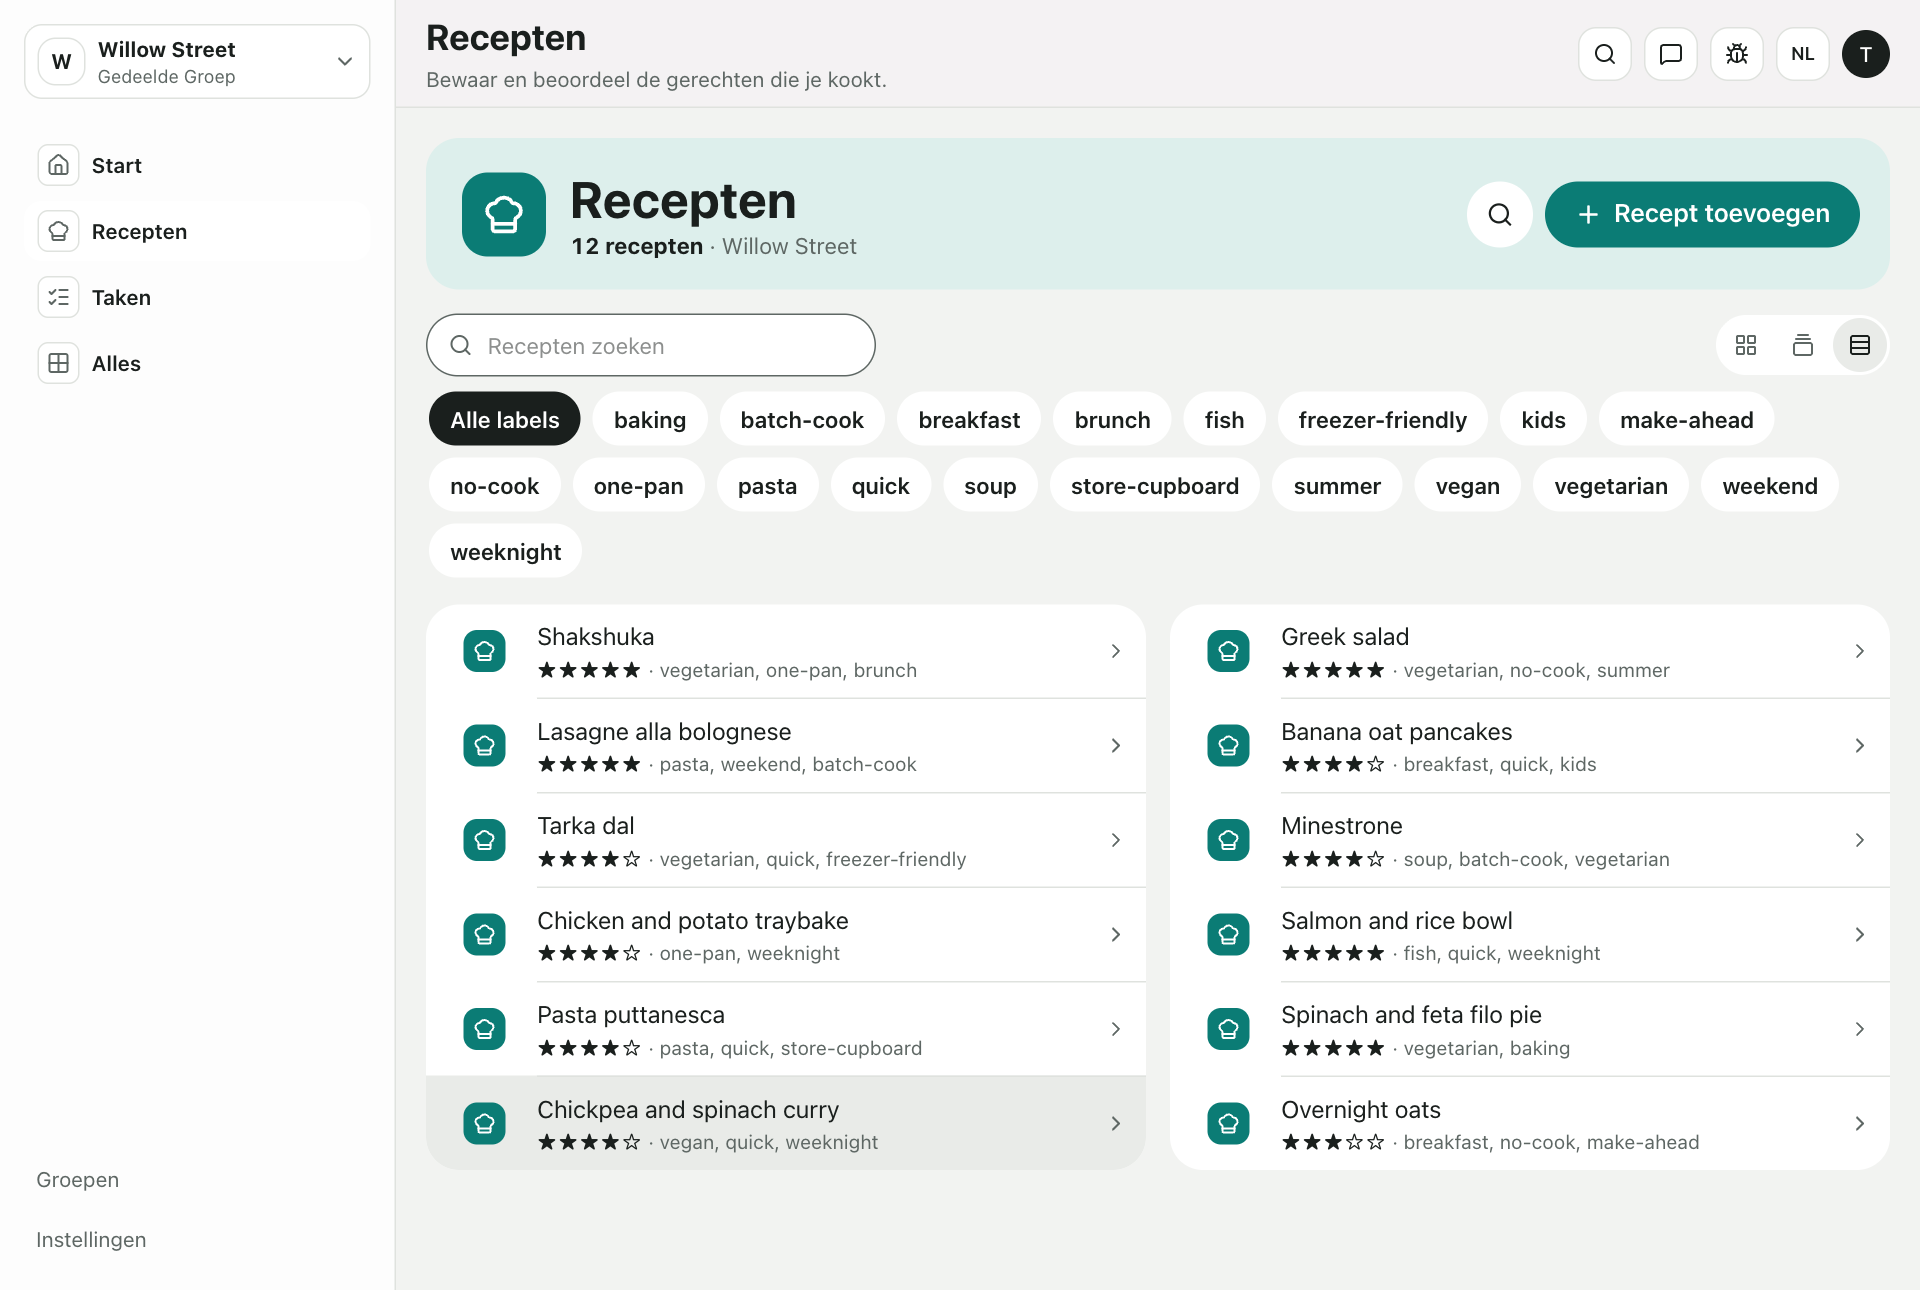 W
Willow Street
Gedeelde Groep
Start
Recepten
Taken
Alles
Groepen
Instellingen
Recepten
Bewaar en beoordeel de gerechten die je kookt.
NL
T
Recepten
12 recepten · Willow Street
+ Recept toevoegen
Recepten zoeken
Alle labels baking batch-cook breakfast brunch fish freezer-friendly kids make-ahead
no-cook one-pan pasta quick soup store-cupboard summer vegan vegetarian weekend
weeknight
Shakshuka
★★★★★ · vegetarian, one-pan, brunch
Lasagne alla bolognese
★★★★★ · pasta, weekend, batch-cook
Tarka dal
★★★★☆ · vegetarian, quick, freezer-friendly
Chicken and potato traybake
★★★★☆ · one-pan, weeknight
Pasta puttanesca
★★★★☆ · pasta, quick, store-cupboard
Chickpea and spinach curry
★★★★☆ · vegan, quick, weeknight
Greek salad
★★★★★ · vegetarian, no-cook, summer
Banana oat pancakes
★★★★☆ · breakfast, quick, kids
Minestrone
★★★★☆ · soup, batch-cook, vegetarian
Salmon and rice bowl
★★★★★ · fish, quick, weeknight
Spinach and feta filo pie
★★★★★ · vegetarian, baking
Overnight oats
★★★☆☆ · breakfast, no-cook, make-ahead